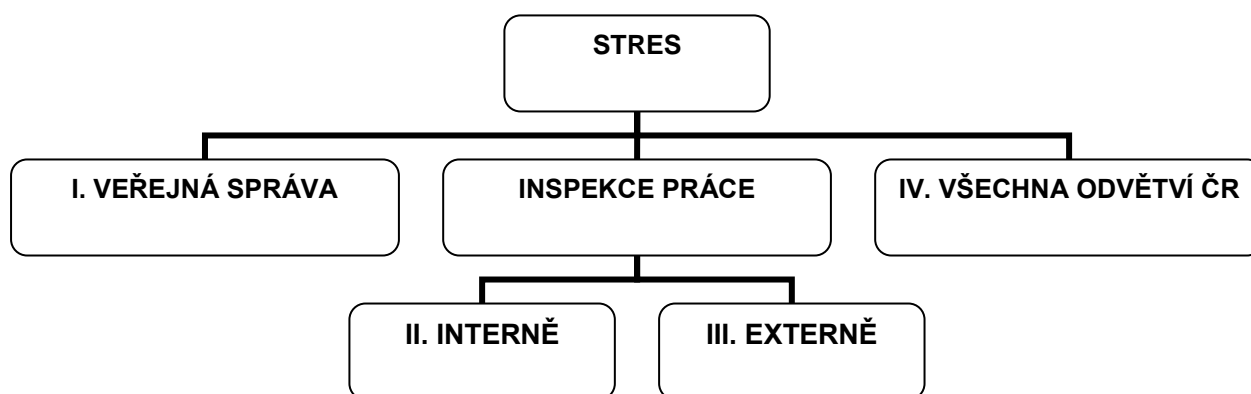 STRES
I. VEŘEJNÁ SPRÁVA
INSPEKCE PRÁCE
IV. VŠECHNA ODVĚTVÍ ČR
II. INTERNĚ
III. EXTERNĚ